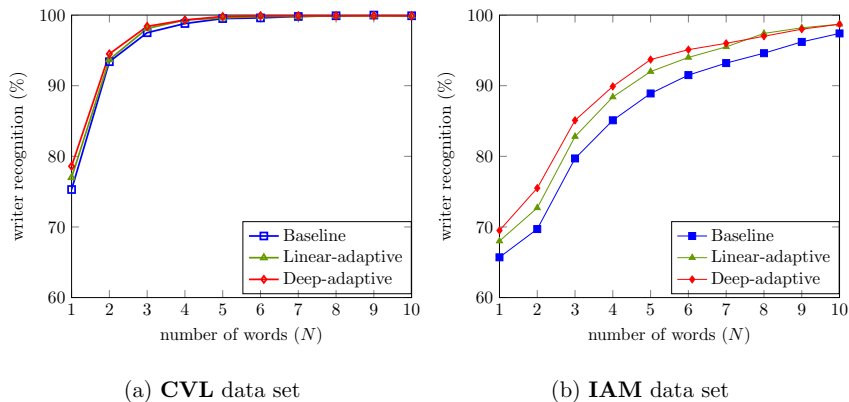 100
90
80
70
60
writer recognition (%)
1 2 3 4 5 6 7 8 9 10
number of words (N)
Baseline
Linear-adaptive
Deep-adaptive
(a) CVL data set
100
90
80
70
60
writer recognition (%)
1 2 3 4 5 6 7 8 9 10
number of words (N)
Baseline
Linear-adaptive
Deep-adaptive
(b) IAM data set